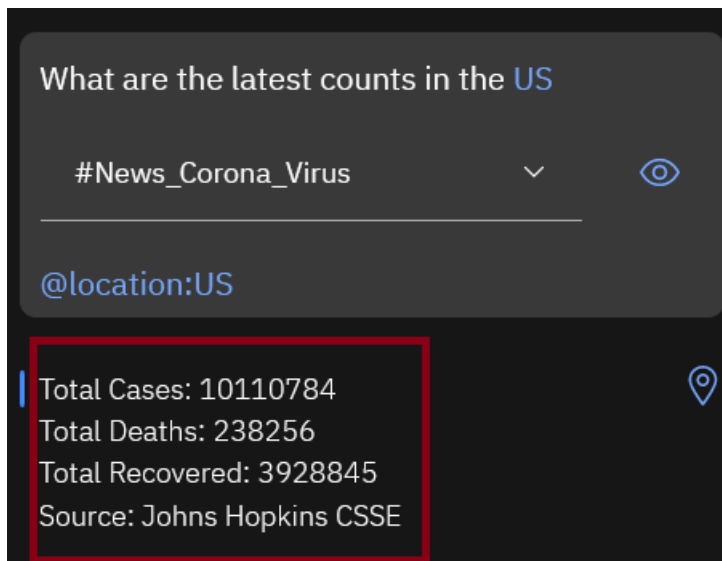 What are the latest counts in the US
#News_Corona_Virus
@location:US
Total Cases: 10110784
Total Deaths: 238256
Total Recovered: 3928845
Source: Johns Hopkins CSSE